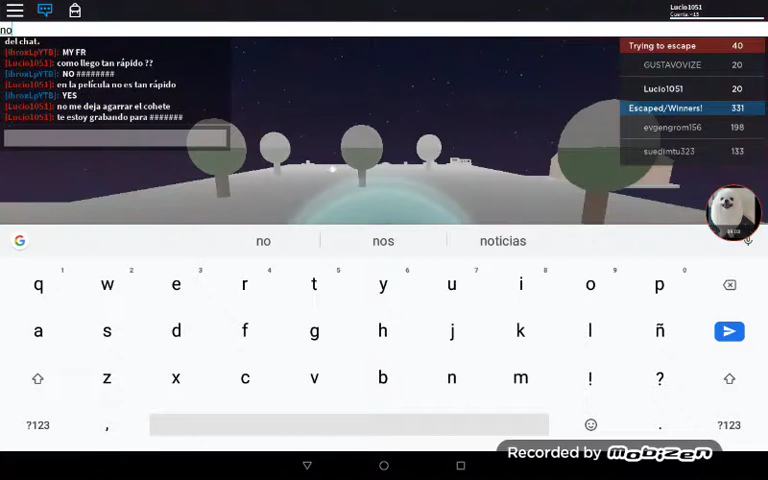 Lucio1051
Cuenta: +13
no
del chat.
[ibroxLpYTB]: MY FR
[Lucio1051]: como llego tan rápido ??
[ibroxLpYTB]: NO ########
[Lucio1051]: en la película no es tan rápido
[ibroxLpYTB]: YES
[Lucio1051]: no me deja agarrar el cohete
[Lucio1051]: te estoy grabando para #######
Trying to escape 40
GUSTAVOVIZE 20
Lucio1051 20
Escaped/Winners! 331
evgengrom156 198
suedimtu323 133
G no nos noticias
1 2 3 4 5 6 7 8 9 0
q w e r t y u i o p
a s d f g h j k l ñ
z x c v b n m ! ?
?123 , . ?123
Recorded by Mobizen